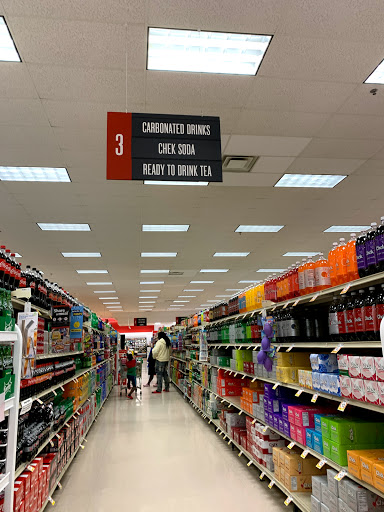 3
CARBONATED DRINKS
CHEK SODA
READY TO DRINK TEA